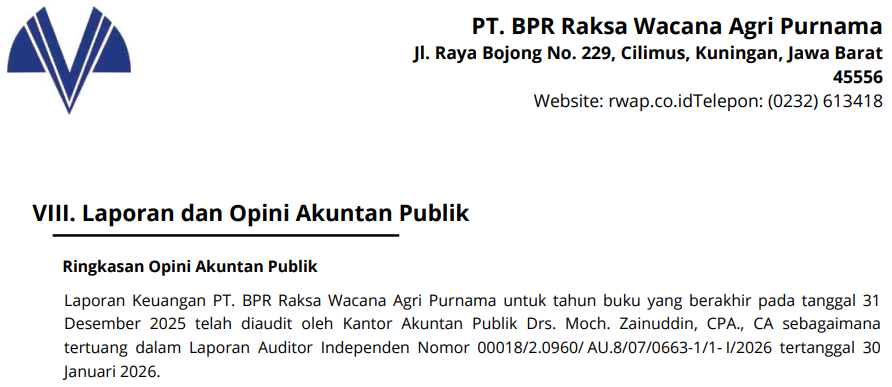 PT. BPR Raksa Wacana Agri Purnama
Jl. Raya Bojong No. 229, Cilimus, Kuningan, Jawa Barat
45556
Website: rwap.co.idTelepon: (0232) 613418
VIII. Laporan dan Opini Akuntan Publik
Ringkasan Opini Akuntan Publik
Laporan Keuangan PT. BPR Raksa Wacana Agri Purnama untuk tahun buku yang berakhir pada tanggal 31
Desember 2025 telah diaudit oleh Kantor Akuntan Publik Drs. Moch. Zainuddin, CPA., CA sebagaimana
tertuang dalam Laporan Auditor Independen Nomor 00018/2.0960/ AU.8/07/0663-1/1- I/2026 tertanggal 30
Januari 2026.